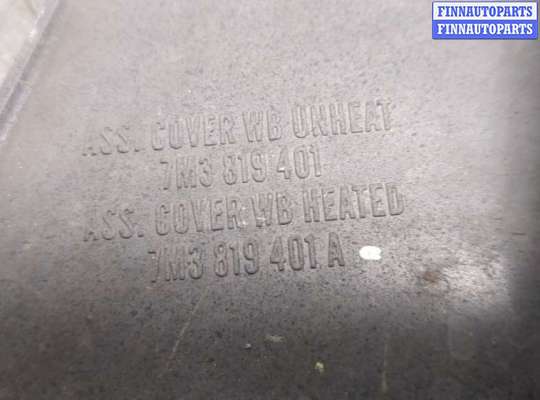 FINNAUTOPARTS
FINNAUTOPARTS
ASS. COVER WB UNHEAT
7M3 819 401
ASS. COVER WB HEATED
7M3 819 401 A